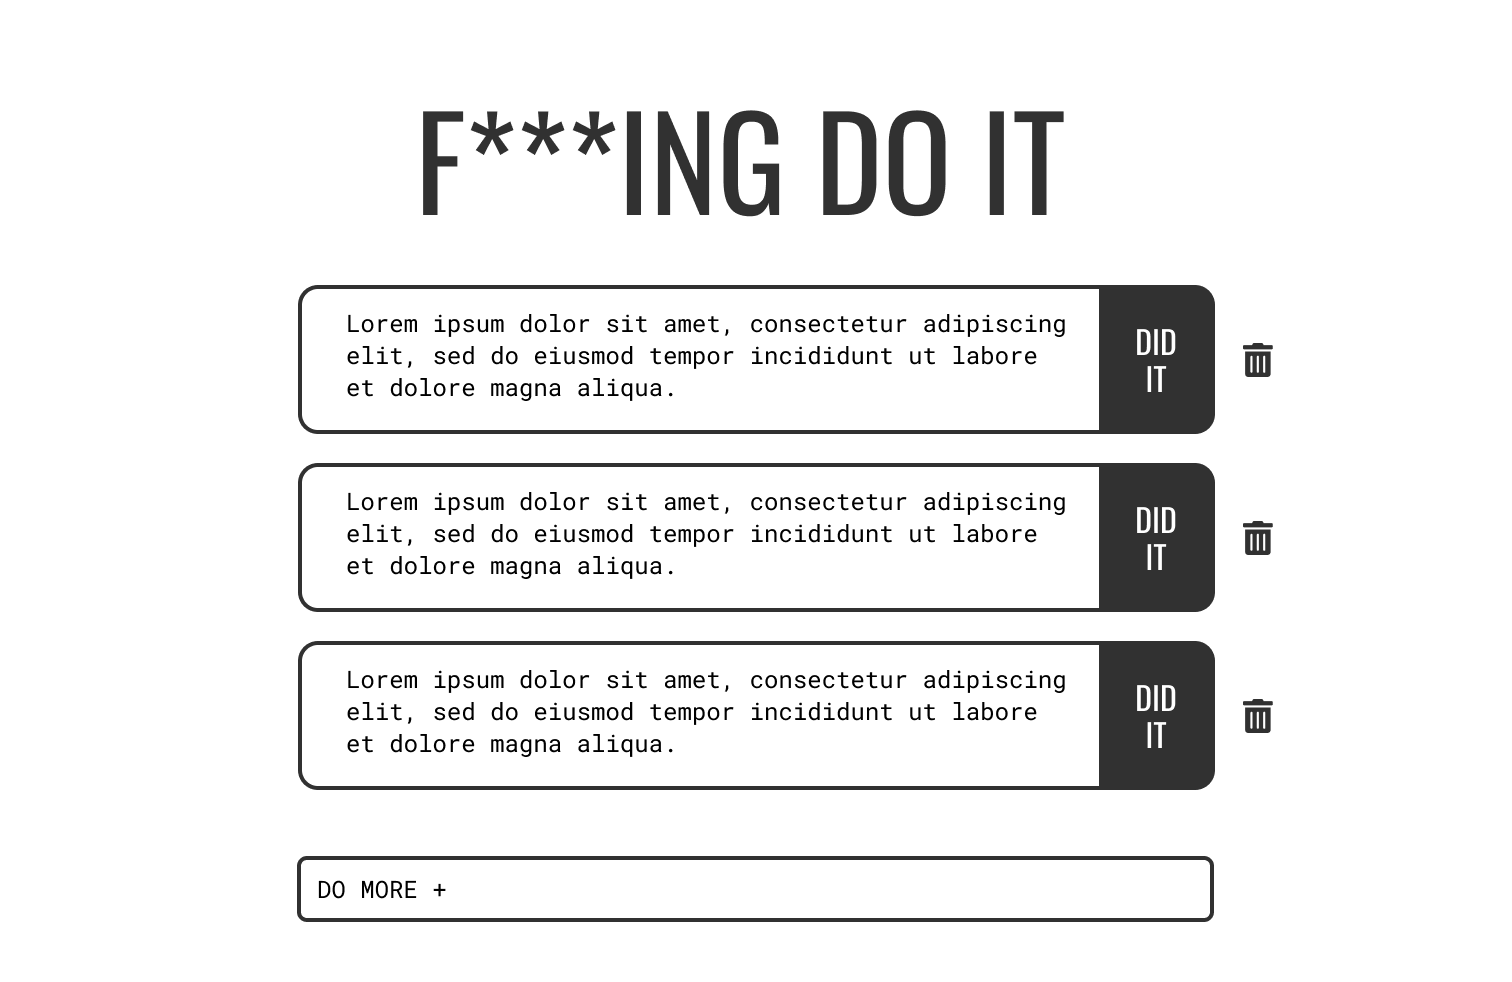 F***ING DO IT
Lorem ipsum dolor sit amet, consectetur adipiscing
elit, sed do eiusmod tempor incididunt ut labore
et dolore magna aliqua.
DID
IT
Lorem ipsum dolor sit amet, consectetur adipiscing
elit, sed do eiusmod tempor incididunt ut labore
et dolore magna aliqua.
DID
IT
Lorem ipsum dolor sit amet, consectetur adipiscing
elit, sed do eiusmod tempor incididunt ut labore
et dolore magna aliqua.
DID
IT
DO MORE +